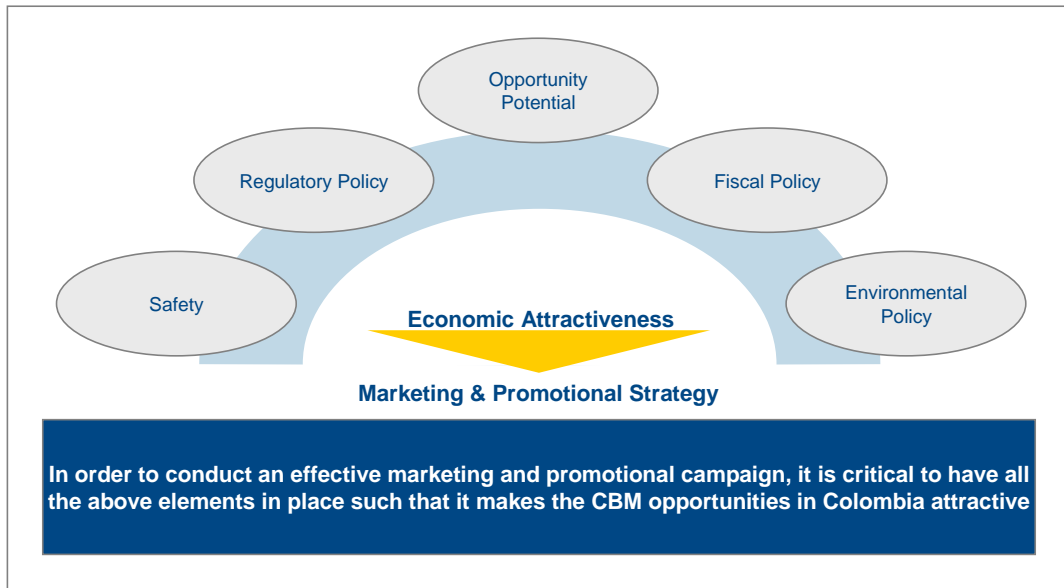 Opportunity
Potential
Regulatory Policy
Fiscal Policy
Safety
Environmental
Policy
Economic Attractiveness
Marketing & Promotional Strategy
In order to conduct an effective marketing and promotional campaign, it is critical to have all
the above elements in place such that it makes the CBM opportunities in Colombia attractive